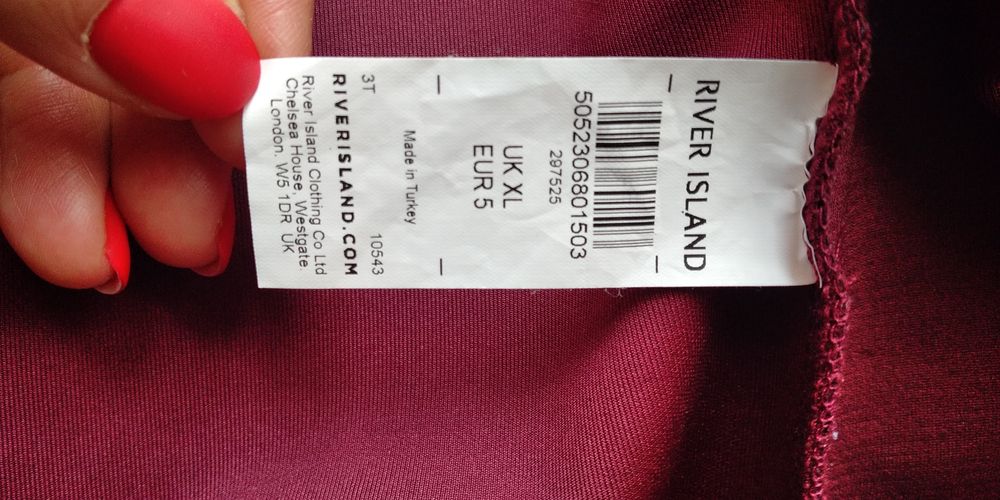 RIVER ISLAND
5052306801503
297525
UK XL
EUR 5
Made in Turkey
3T 10543
RIVERISLAND.COM
River Island Clothing Co Ltd
Chelsea House, Westgate
London. W5 1DR UK